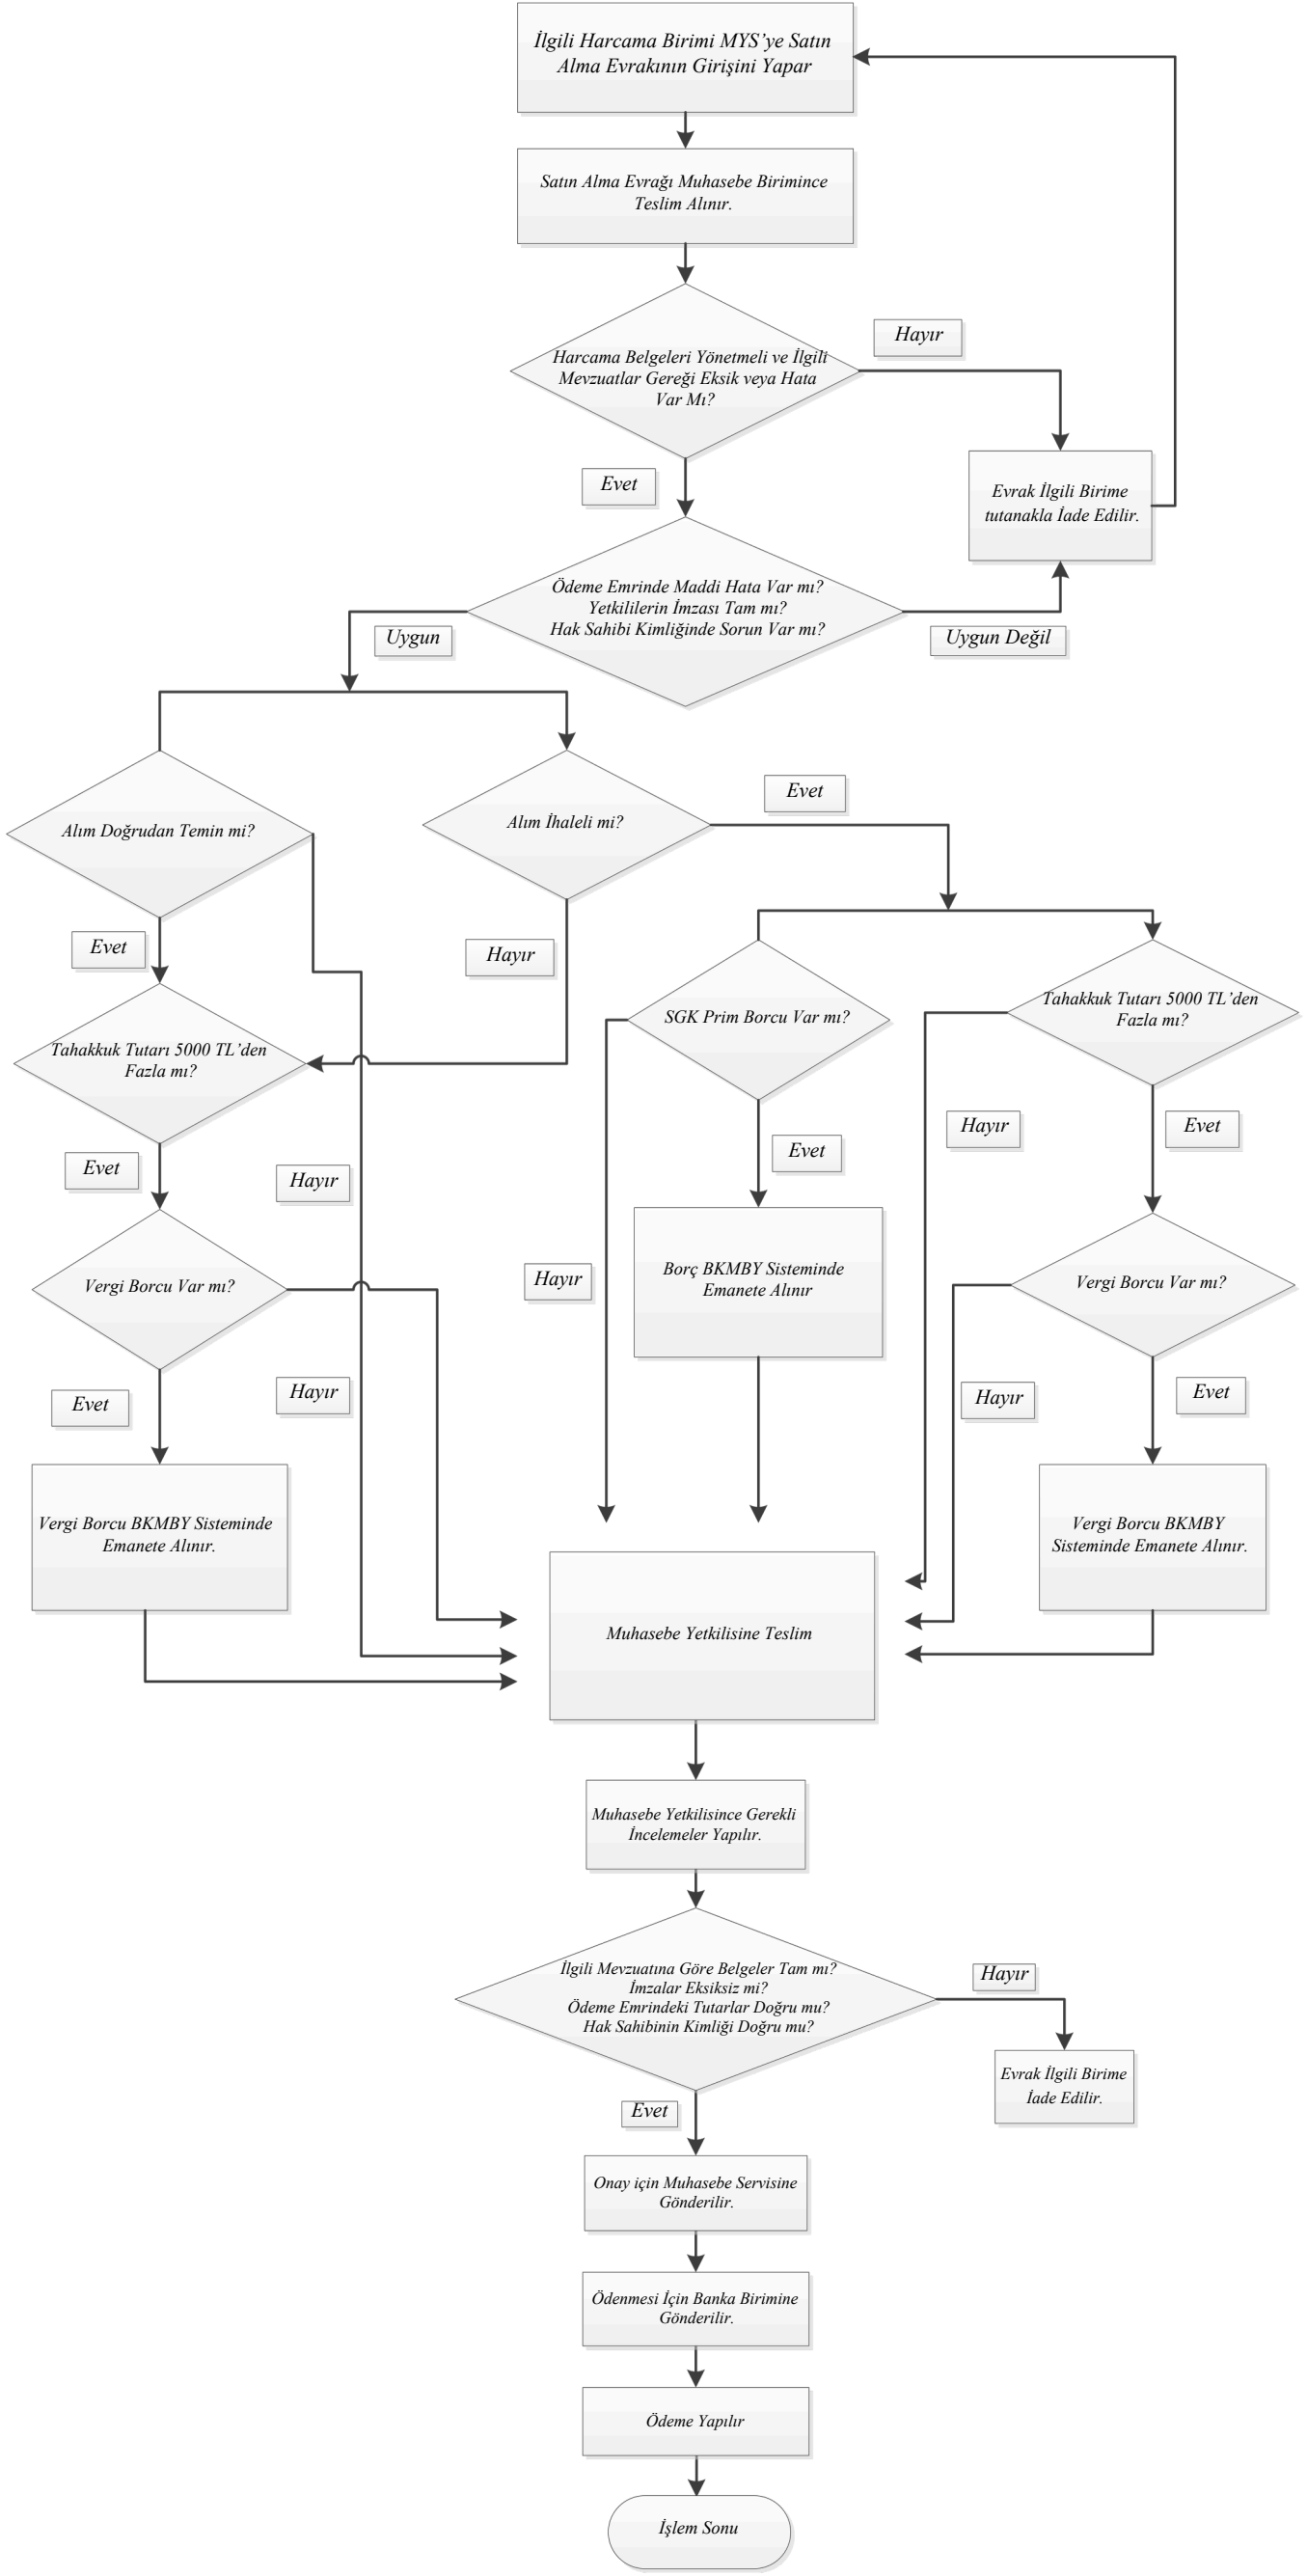 İlgili Harcama Birimi MYS’ye Satın
Alma Evrakının Girişini Yapar
Satın Alma Evrağı Muhasebe Birimince
Teslim Alınır.
Hayır
Harcama Belgeleri Yönetmeli ve İlgili
Mevzuatlar Gereği Eksik veya Hata
Var Mı?
Evet
Evrak İlgili Birime
tutanakla İade Edilir.
Ödeme Emrinde Maddi Hata Var mı?
Yetkililerin İmzası Tam mı?
Hak Sahibi Kimliğinde Sorun Var mı?
Uygun
Uygun Değil
Evet
Alım Doğrudan Temin mi?
Alım İhaleli mi?
Evet
Hayır
SGK Prim Borcu Var mı?
Tahakkuk Tutarı 5000 TL’den
Fazla mı?
Tahakkuk Tutarı 5000 TL’den
Fazla mı?
Hayır
Evet
Evet
Evet
Hayır
Vergi Borcu Var mı?
Hayır
Borç BKMBY Sisteminde
Emanete Alınır
Vergi Borcu Var mı?
Evet
Hayır
Hayır
Evet
Vergi Borcu BKMBY Sisteminde
Emanete Alınır.
Vergi Borcu BKMBY
Sisteminde Emanete Alınır.
Muhasebe Yetkilisine Teslim
Muhasebe Yetkilisince Gerekli
İncelemeler Yapılır.
İlgili Mevzuatına Göre Belgeler Tam mı?
İmzalar Eksiksiz mi?
Ödeme Emrindeki Tutarlar Doğru mu?
Hak Sahibinin Kimliği Doğru mu?
Hayır
Evrak İlgili Birime
İade Edilir.
Evet
Onay için Muhasebe Servisine
Gönderilir.
Ödenmesi İçin Banka Birimine
Gönderilir.
Ödeme Yapılır
İşlem Sonu